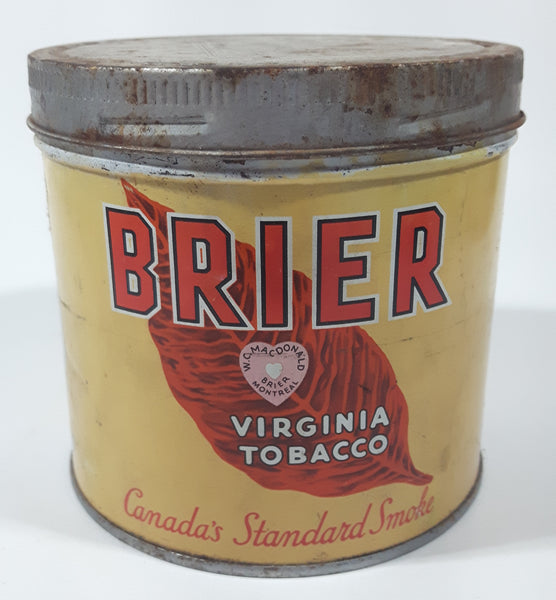 BRIER
W.C. MACDONALD
BRIER
MONTREAL
VIRGINIA
TOBACCO
Canada's Standard Smoke